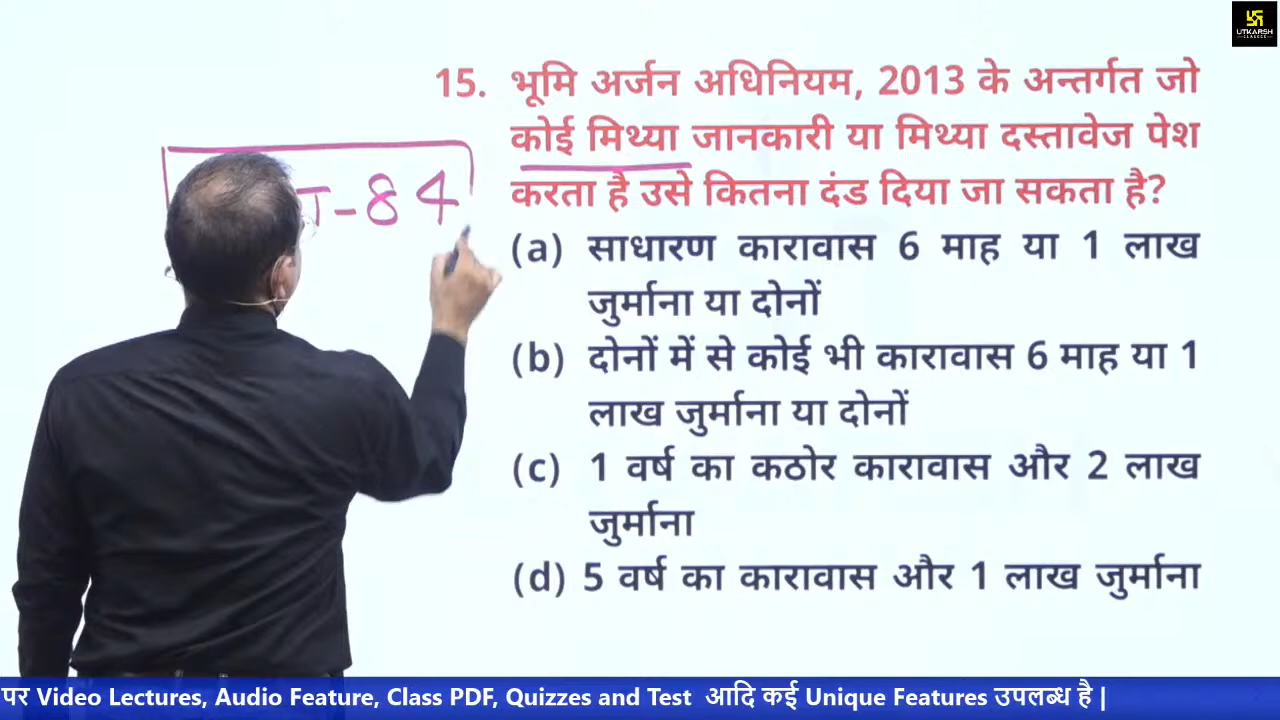 UTKARSH
CLASSES
15. भूमि अर्जन अधिनियम, 2013 के अन्तर्गत जो
कोई मिथ्या जानकारी या मिथ्या दस्तावेज पेश
करता है उसे कितना दंड दिया जा सकता है?
-84
(a) साधारण कारावास 6 माह या 1 लाख
जुर्माना या दोनों
(b) दोनों में से कोई भी कारावास 6 माह या 1
लाख जुर्माना या दोनों
(c) 1 वर्ष का कठोर कारावास और 2 लाख
जुर्माना
(d) 5 वर्ष का कारावास और 1 लाख जुर्माना
पर Video Lectures, Audio Feature, Class PDF, Quizzes and Test आदि कई Unique Features उपलब्ध है |